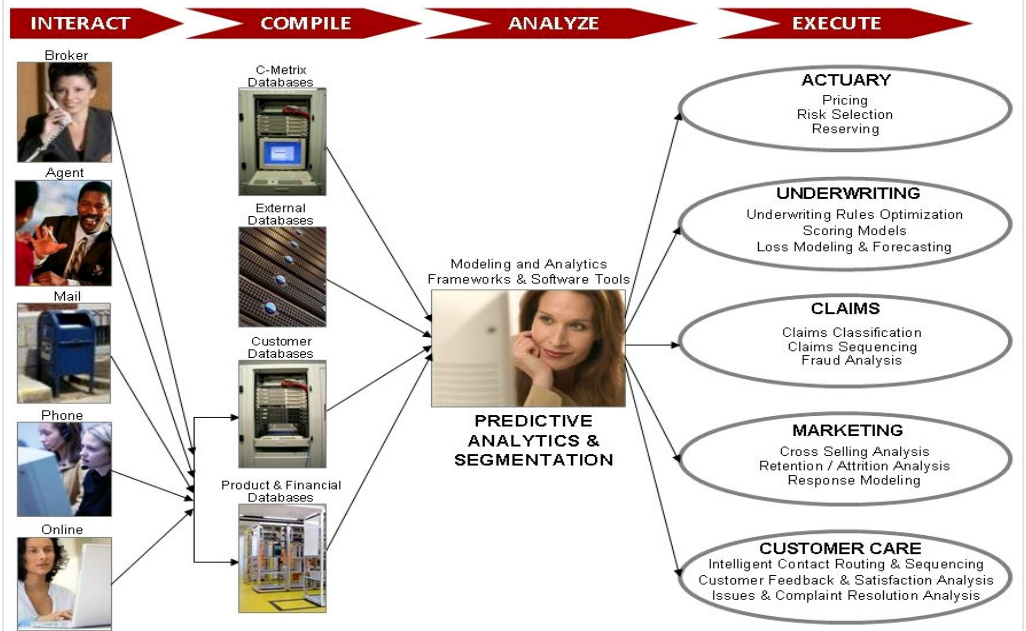 INTERACT
COMPILE
ANALYZE
EXECUTE
Broker
Agent
Mail
Phone
Online
C-Metrix
Databases
External
Databases
Customer
Databases
Product & Financial
Databases
Modeling and Analytics
Frameworks & Software Tools
PREDICTIVE
ANALYTICS &
SEGMENTATION
ACTUARY
Pricing
Risk Selection
Reserving
UNDERWRITING
Underwriting Rules Optimization
Scoring Models
Loss Modeling & Forecasting
CLAIMS
Claims Classification
Claims Sequencing
Fraud Analysis
MARKETING
Cross Selling Analysis
Retention / Attrition Analysis
Response Modeling
CUSTOMER CARE
Intelligent Contact Routing & Sequencing
Customer Feedback & Satisfaction Analysis
Issues & Complaint Resolution Analysis